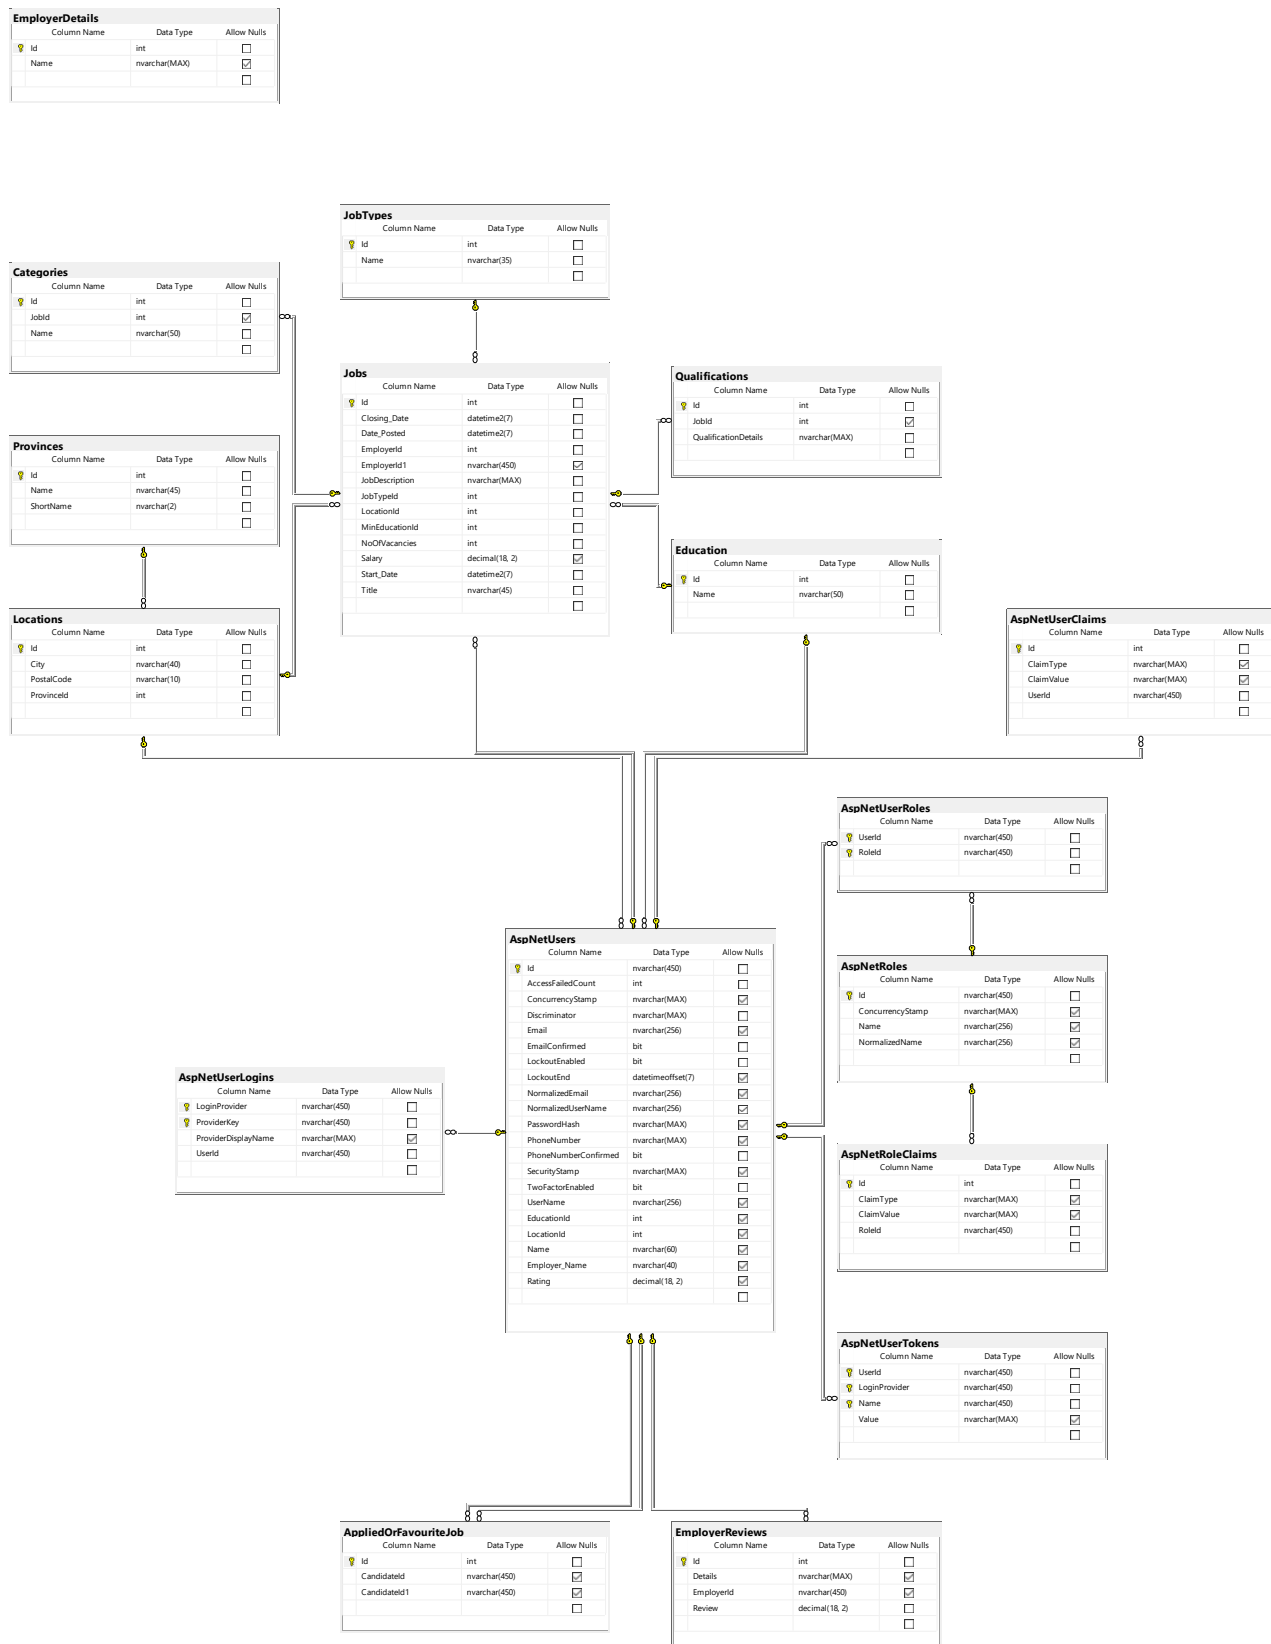 EmployerDetails
Column Name Data Type Allow Nulls
Id int
Name nvarchar(MAX)
JobTypes
Column Name Data Type Allow Nulls
Id int
Name nvarchar(35)
Categories
Column Name Data Type Allow Nulls
Id int
JobId int
Name nvarchar(50)
Jobs
Column Name Data Type Allow Nulls
Id int
Closing_Date datetime2(7)
Date_Posted datetime2(7)
EmployerId int
EmployerId1 nvarchar(450)
JobDescription nvarchar(MAX)
JobTypeId int
LocationId int
MinEducationId int
NoOfVacancies int
Salary decimal(18, 2)
Start_Date datetime2(7)
Title nvarchar(45)
Qualifications
Column Name Data Type Allow Nulls
Id int
JobId int
QualificationDetails nvarchar(MAX)
Provinces
Column Name Data Type Allow Nulls
Id int
Name nvarchar(45)
ShortName nvarchar(2)
Education
Column Name Data Type Allow Nulls
Id int
Name nvarchar(50)
Locations
Column Name Data Type Allow Nulls
Id int
City nvarchar(40)
PostalCode nvarchar(10)
ProvinceId int
AspNetUserClaims
Column Name Data Type Allow Nulls
Id int
ClaimType nvarchar(MAX)
ClaimValue nvarchar(MAX)
UserId nvarchar(450)
AspNetUserRoles
Column Name Data Type Allow Nulls
UserId nvarchar(450)
RoleId nvarchar(450)
AspNetUsers
Column Name Data Type Allow Nulls
Id nvarchar(450)
AccessFailedCount int
ConcurrencyStamp nvarchar(MAX)
Discriminator nvarchar(MAX)
Email nvarchar(256)
EmailConfirmed bit
LockoutEnabled bit
LockoutEnd datetimeoffset(7)
NormalizedEmail nvarchar(256)
NormalizedUserName nvarchar(256)
PasswordHash nvarchar(MAX)
PhoneNumber nvarchar(MAX)
PhoneNumberConfirmed bit
SecurityStamp nvarchar(MAX)
TwoFactorEnabled bit
UserName nvarchar(256)
EducationId int
LocationId int
Name nvarchar(60)
Employer_Name nvarchar(40)
Rating decimal(18, 2)
AspNetRoles
Column Name Data Type Allow Nulls
Id nvarchar(450)
ConcurrencyStamp nvarchar(MAX)
Name nvarchar(256)
NormalizedName nvarchar(256)
AspNetUserLogins
Column Name Data Type Allow Nulls
LoginProvider nvarchar(450)
ProviderKey nvarchar(450)
ProviderDisplayName nvarchar(MAX)
UserId nvarchar(450)
AspNetRoleClaims
Column Name Data Type Allow Nulls
Id int
ClaimType nvarchar(MAX)
ClaimValue nvarchar(MAX)
RoleId nvarchar(450)
AspNetUserTokens
Column Name Data Type Allow Nulls
UserId nvarchar(450)
LoginProvider nvarchar(450)
Name nvarchar(450)
Value nvarchar(MAX)
AppliedOrFavouriteJob
Column Name Data Type Allow Nulls
Id int
CandidateId nvarchar(450)
CandidateId1 nvarchar(450)
EmployerReviews
Column Name Data Type Allow Nulls
Id int
Details nvarchar(MAX)
EmployerId nvarchar(450)
Review decimal(18, 2)